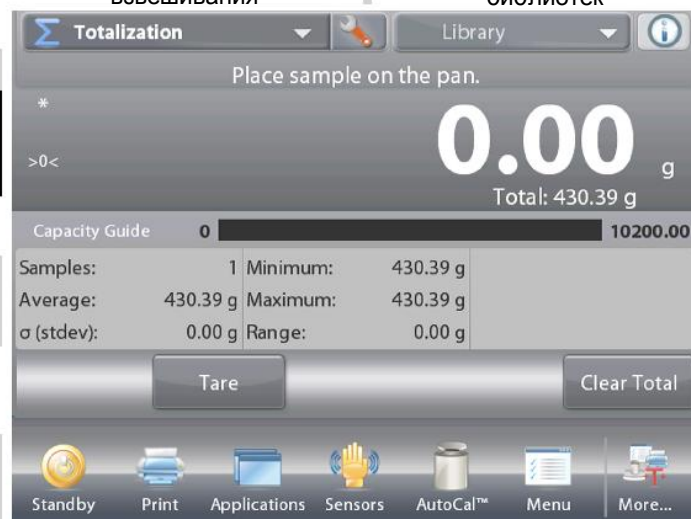 взвешивания библиотек
Σ Totalization Library
Place sample on the pan.
*
>0<
0.00 g
Total: 430.39 g
Capacity Guide 0 10200.00
Samples: 1 Minimum: 430.39 g
Average: 430.39 g Maximum: 430.39 g
σ (stdev): 0.00 g Range: 0.00 g
Tare Clear Total
Standby Print Applications Sensors AutoCal™ Menu More...